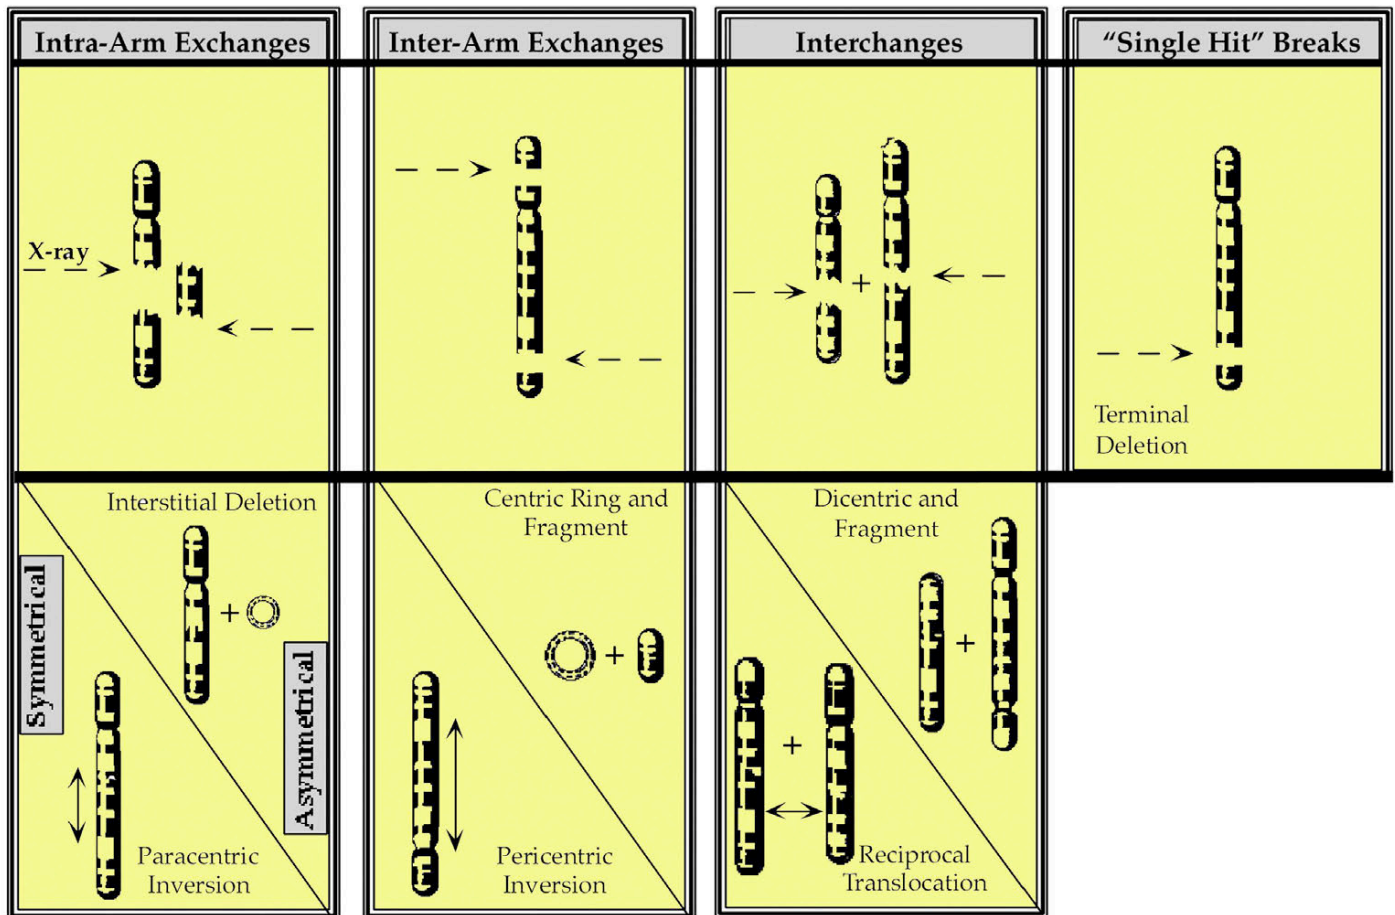 Intra-Arm Exchanges
Inter-Arm Exchanges
Interchanges
“Single Hit” Breaks
X-ray
+
Terminal
Deletion
Interstitial Deletion
+
Symmetrical
Asymmetrical
Paracentric
Inversion
Centric Ring and
Fragment
+
Pericentric
Inversion
Dicentric and
Fragment
+
+
Reciprocal
Translocation